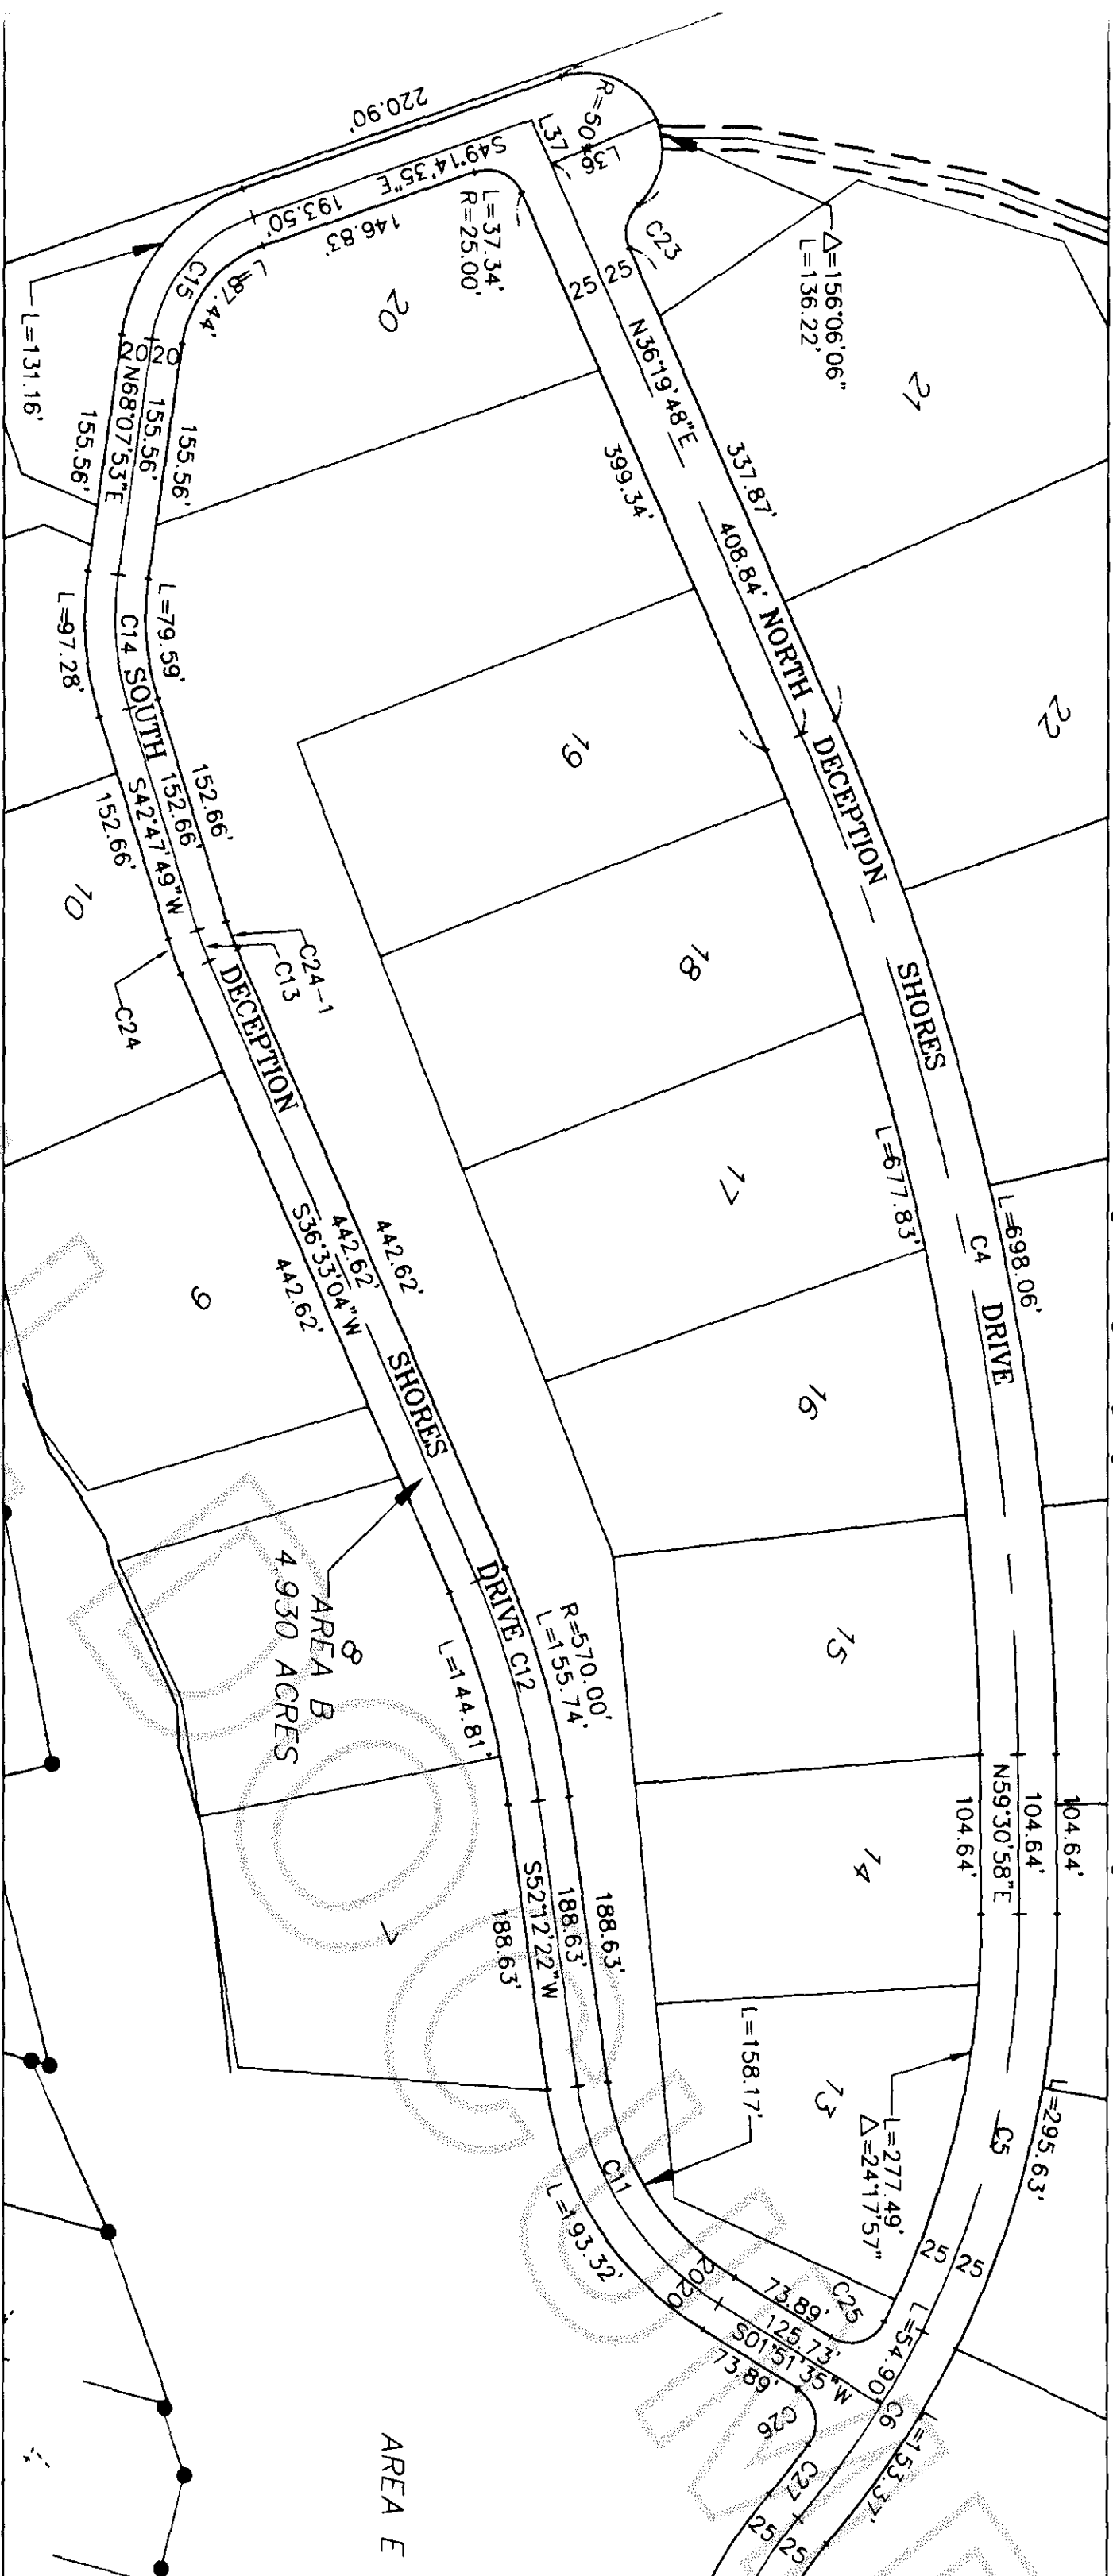 220.90'
R=50'
L36
L37
S49°14'35"E
193.50'
146.83'
L=37.34'
R=25.00'
C23
25
25
Δ=156°06'06"
L=136.22'
20
21
22
N36°19'48"E
337.87'
399.34'
408.84'
NORTH DECEPTION SHORES DRIVE
C15
L=87.44'
L=131.16'
20
20
N68°07'53"E
155.56'
155.56'
155.56'
L=79.59'
C14
L=97.28'
SOUTH DECEPTION SHORES DRIVE
152.66'
152.66'
S42°47'49"W
152.66'
C24-1
C13
C24
10
19
18
17
16
15
14
13
9
8
7
L=677.83'
L=698.06'
C4
442.62'
442.62'
S36°33'04"W
442.62'
AREA B
4.930 ACRES
C12
R=570.00'
L=155.74'
L=144.81'
188.63'
188.63'
S52°12'22"W
188.63'
104.64'
104.64'
N59°30'58"E
104.64'
L=158.17'
C11
L=193.32'
L=277.49'
Δ=24°17'57"
C5
L=295.63'
25
25
20
20
73.89'
125.73'
S01°51'35"W
73.89'
C25
L=54.90'
C6
L=153.37'
C26
C27
25
25
AREA E